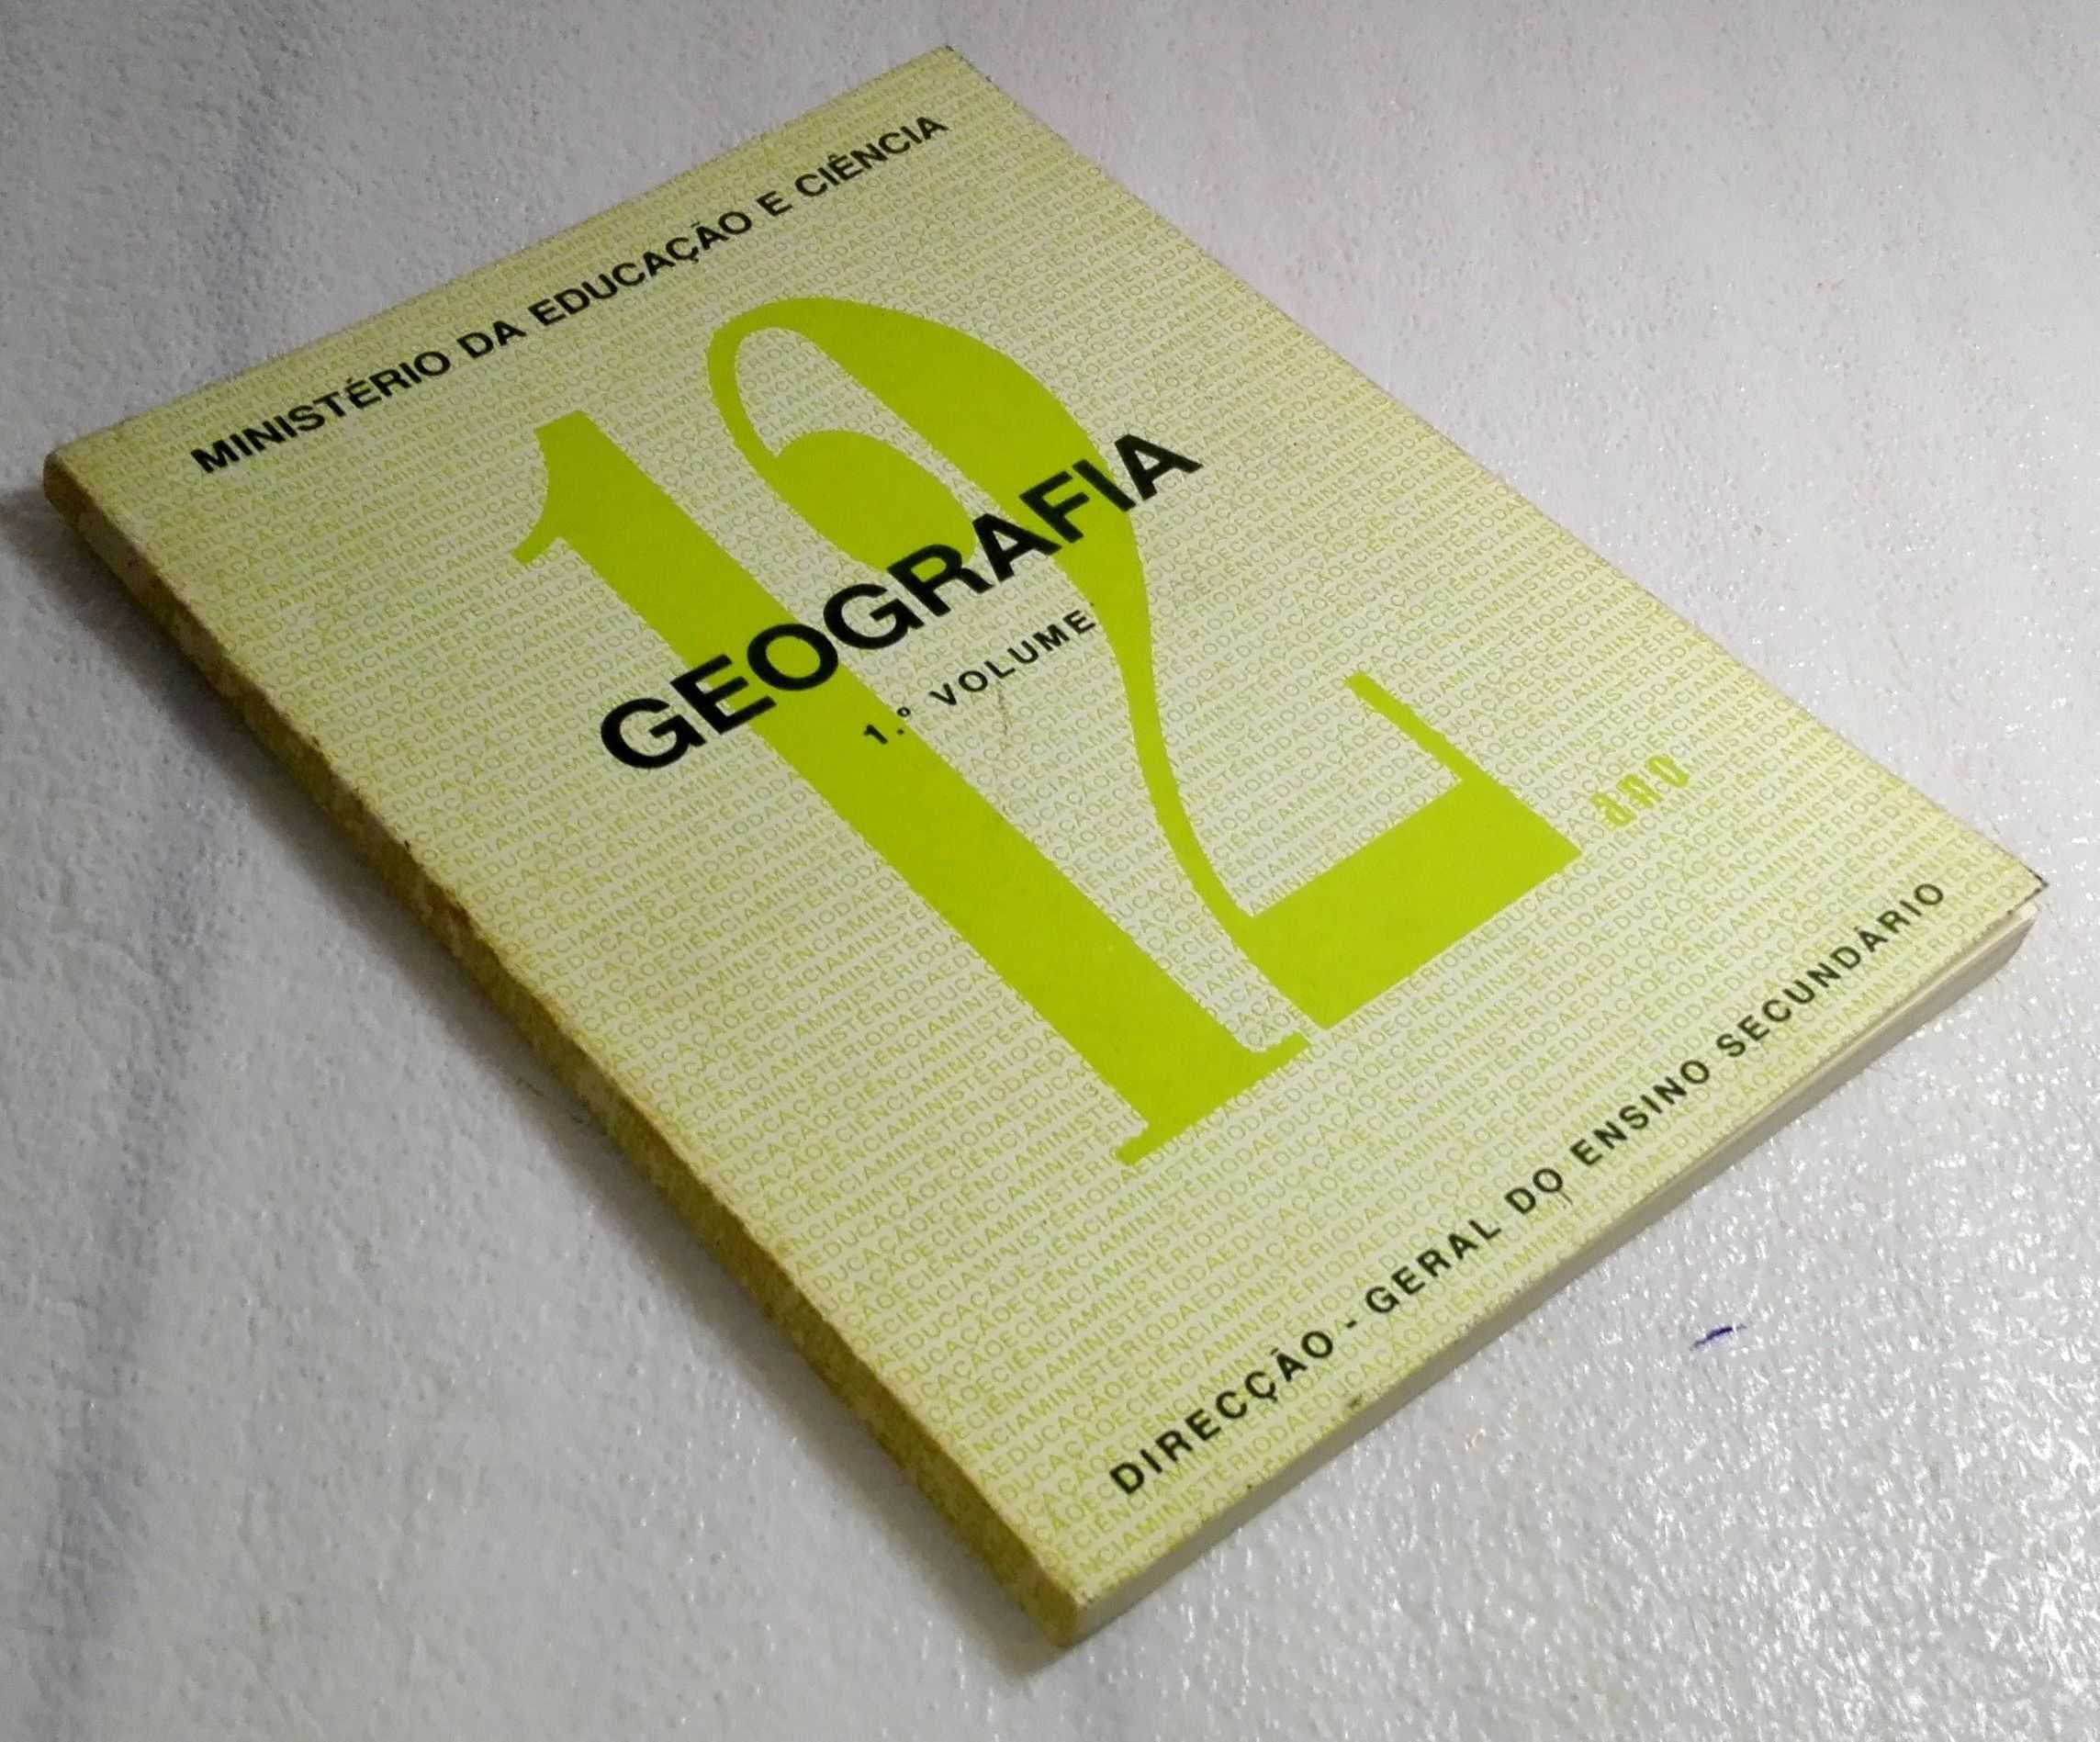 MINISTÉRIO DA EDUCAÇÃO E CIÊNCIA
12
GEOGRAFIA
1.º VOLUME
ano
DIRECÇÃO - GERAL DO ENSINO SECUNDÁRIO